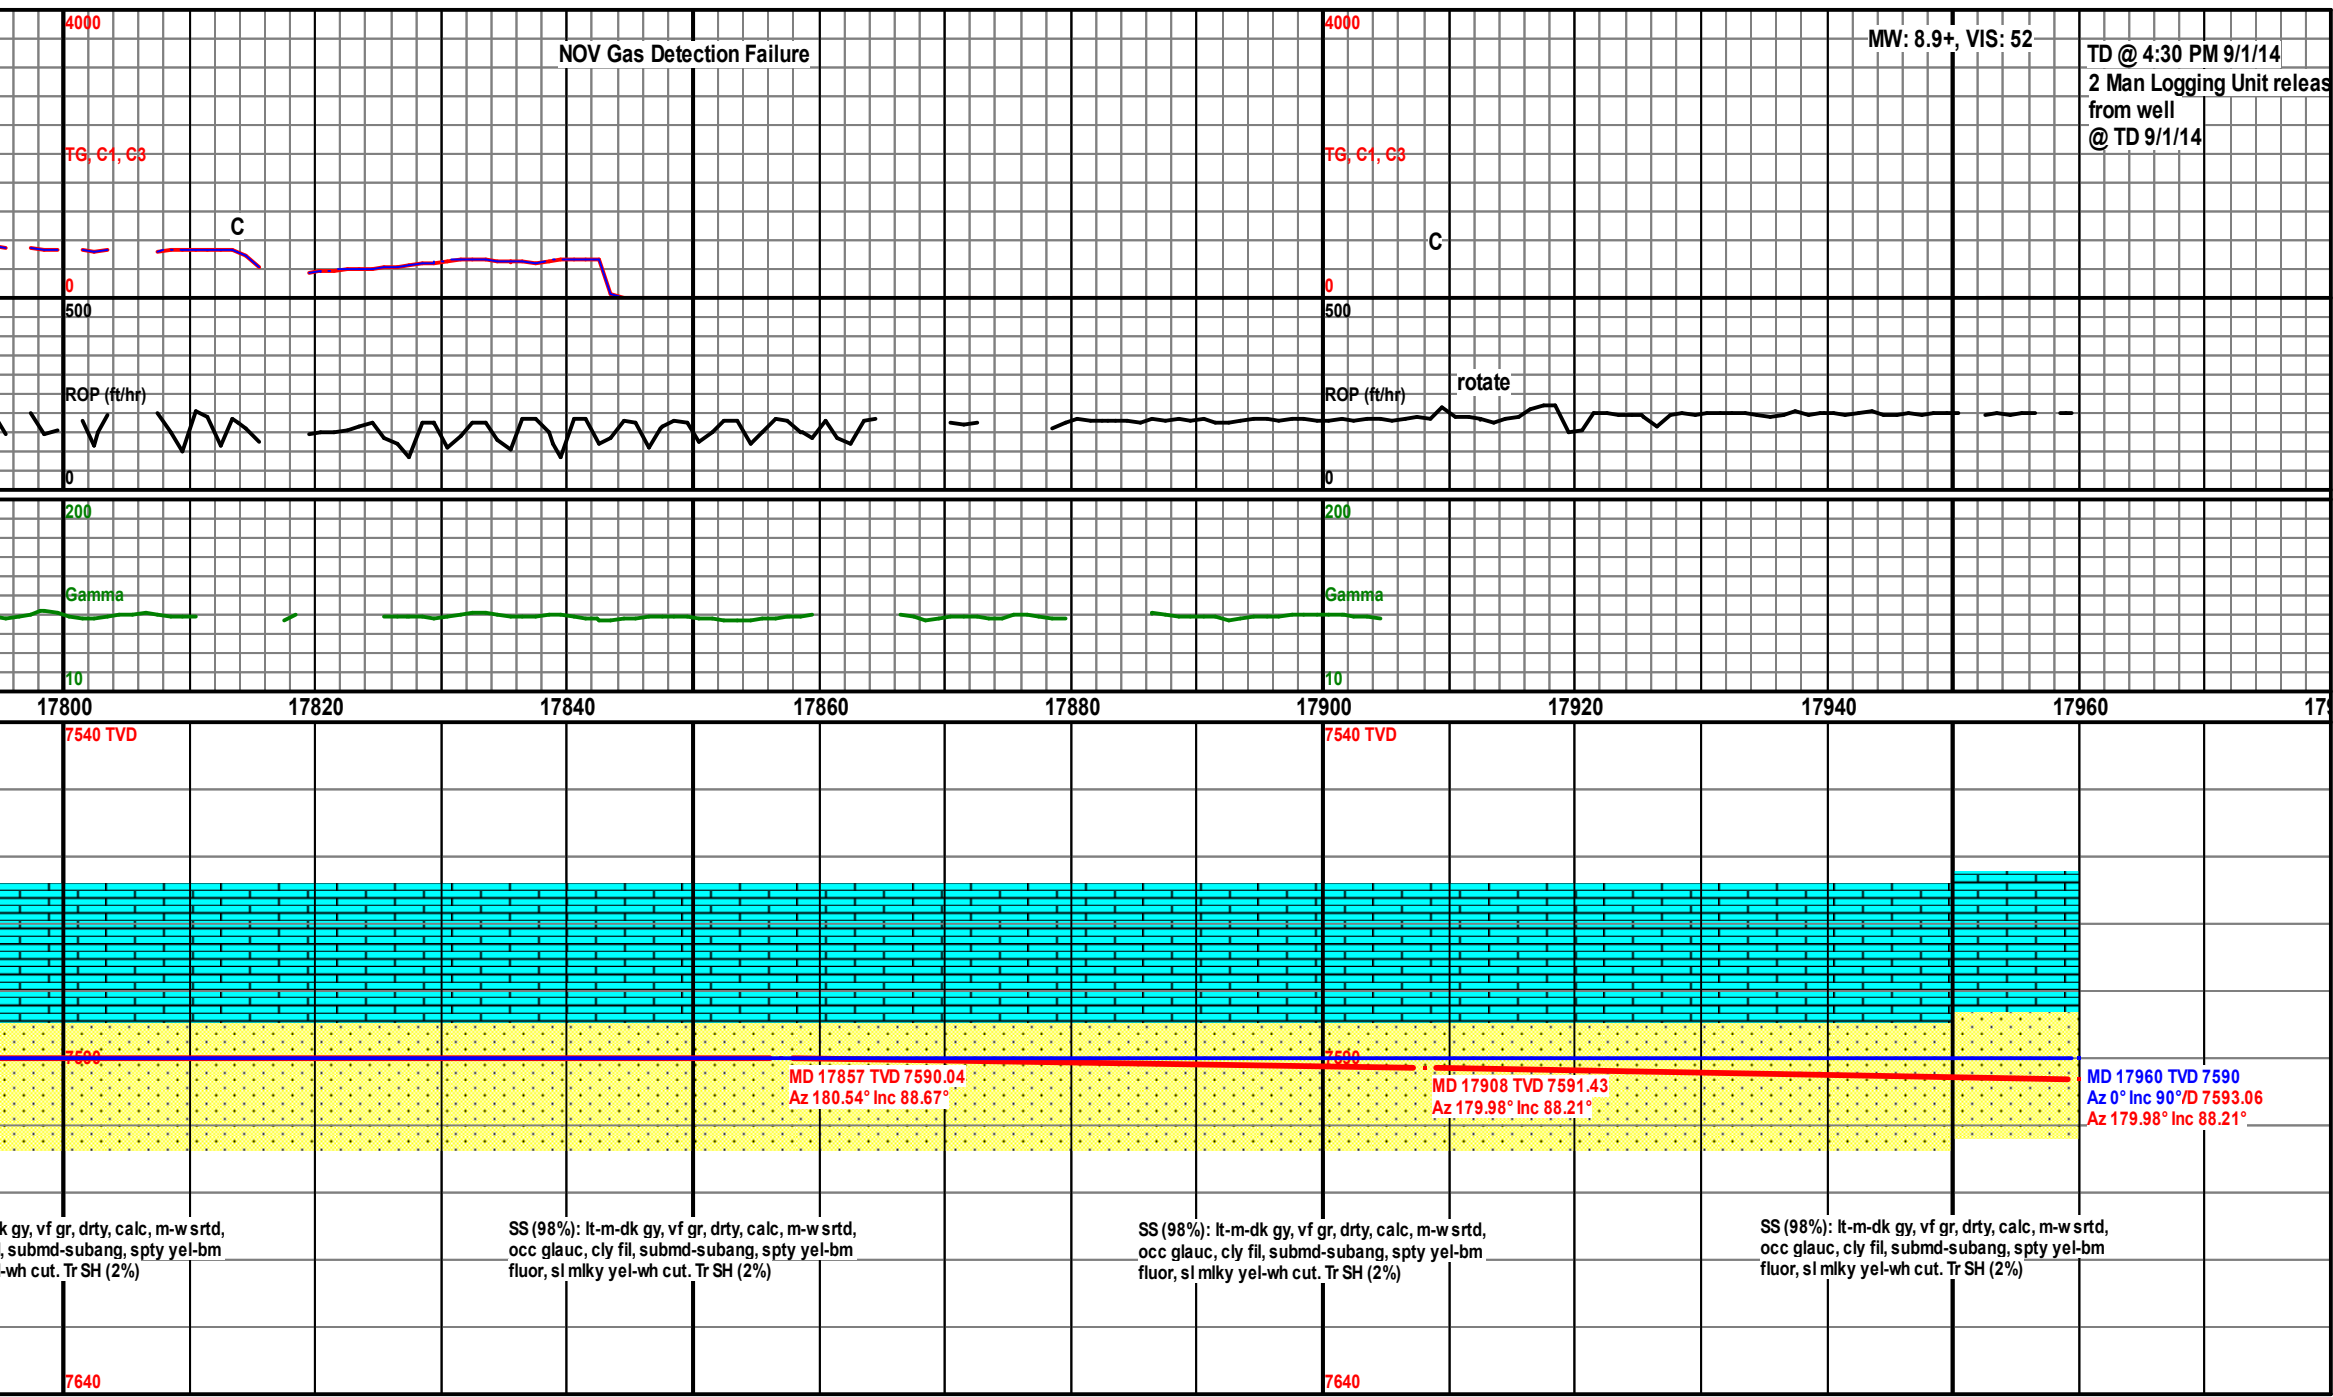 4000
4000
NOV Gas Detection Failure
MW: 8.9+, VIS: 52
TD @ 4:30 PM 9/1/14
2 Man Logging Unit releas
from well
@ TD 9/1/14
TG, C1, C3
TG, C1, C3
C
C
0
0
500
500
ROP (ft/hr)
ROP (ft/hr)
rotate
0
0
200
200
Gamma
Gamma
10
10
17800 17820 17840 17860 17880 17900 17920 17940 17960 179
7540 TVD
7540 TVD
7590
7590
MD 17857 TVD 7590.04
Az 180.54° Inc 88.67°
MD 17908 TVD 7591.43
Az 179.98° Inc 88.21°
MD 17960 TVD 7590
Az 0° Inc 90°/D 7593.06
Az 179.98° Inc 88.21°
k gy, vf gr, drty, calc, m-w srtd,
, submd-subang, spty yel-bm
-wh cut. Tr SH (2%)
SS (98%): lt-m-dk gy, vf gr, drty, calc, m-w srtd,
occ glauc, cly fil, submd-subang, spty yel-bm
fluor, sl mlky yel-wh cut. Tr SH (2%)
SS (98%): lt-m-dk gy, vf gr, drty, calc, m-w srtd,
occ glauc, cly fil, submd-subang, spty yel-bm
fluor, sl mlky yel-wh cut. Tr SH (2%)
SS (98%): lt-m-dk gy, vf gr, drty, calc, m-w srtd,
occ glauc, cly fil, submd-subang, spty yel-bm
fluor, sl mlky yel-wh cut. Tr SH (2%)
7640
7640